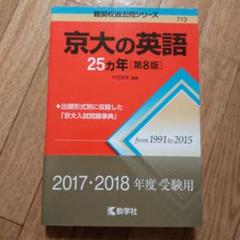 難関校過去問シリーズ
713
京大の英語
25カ年[第8版]
◆出題形式別に収録した
「京大入試問題事典」
from 1991 to 2015
2017・2018年度受験用
教学社